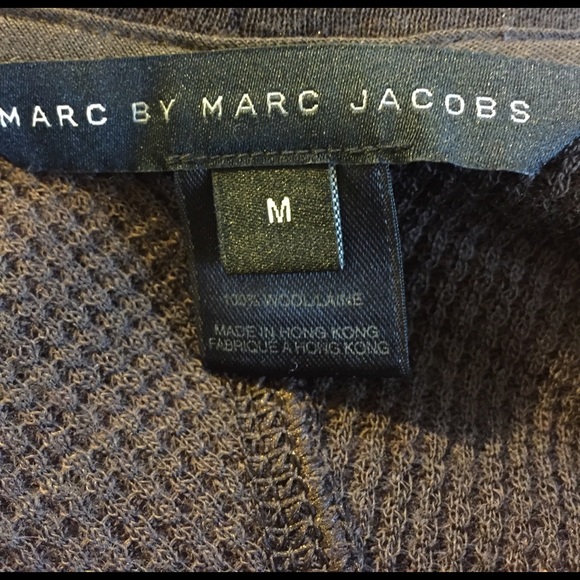 MARC BY MARC JACOBS
M
100% WOOL/LAINE
MADE IN HONG KONG
FABRIQUE A HONG KONG